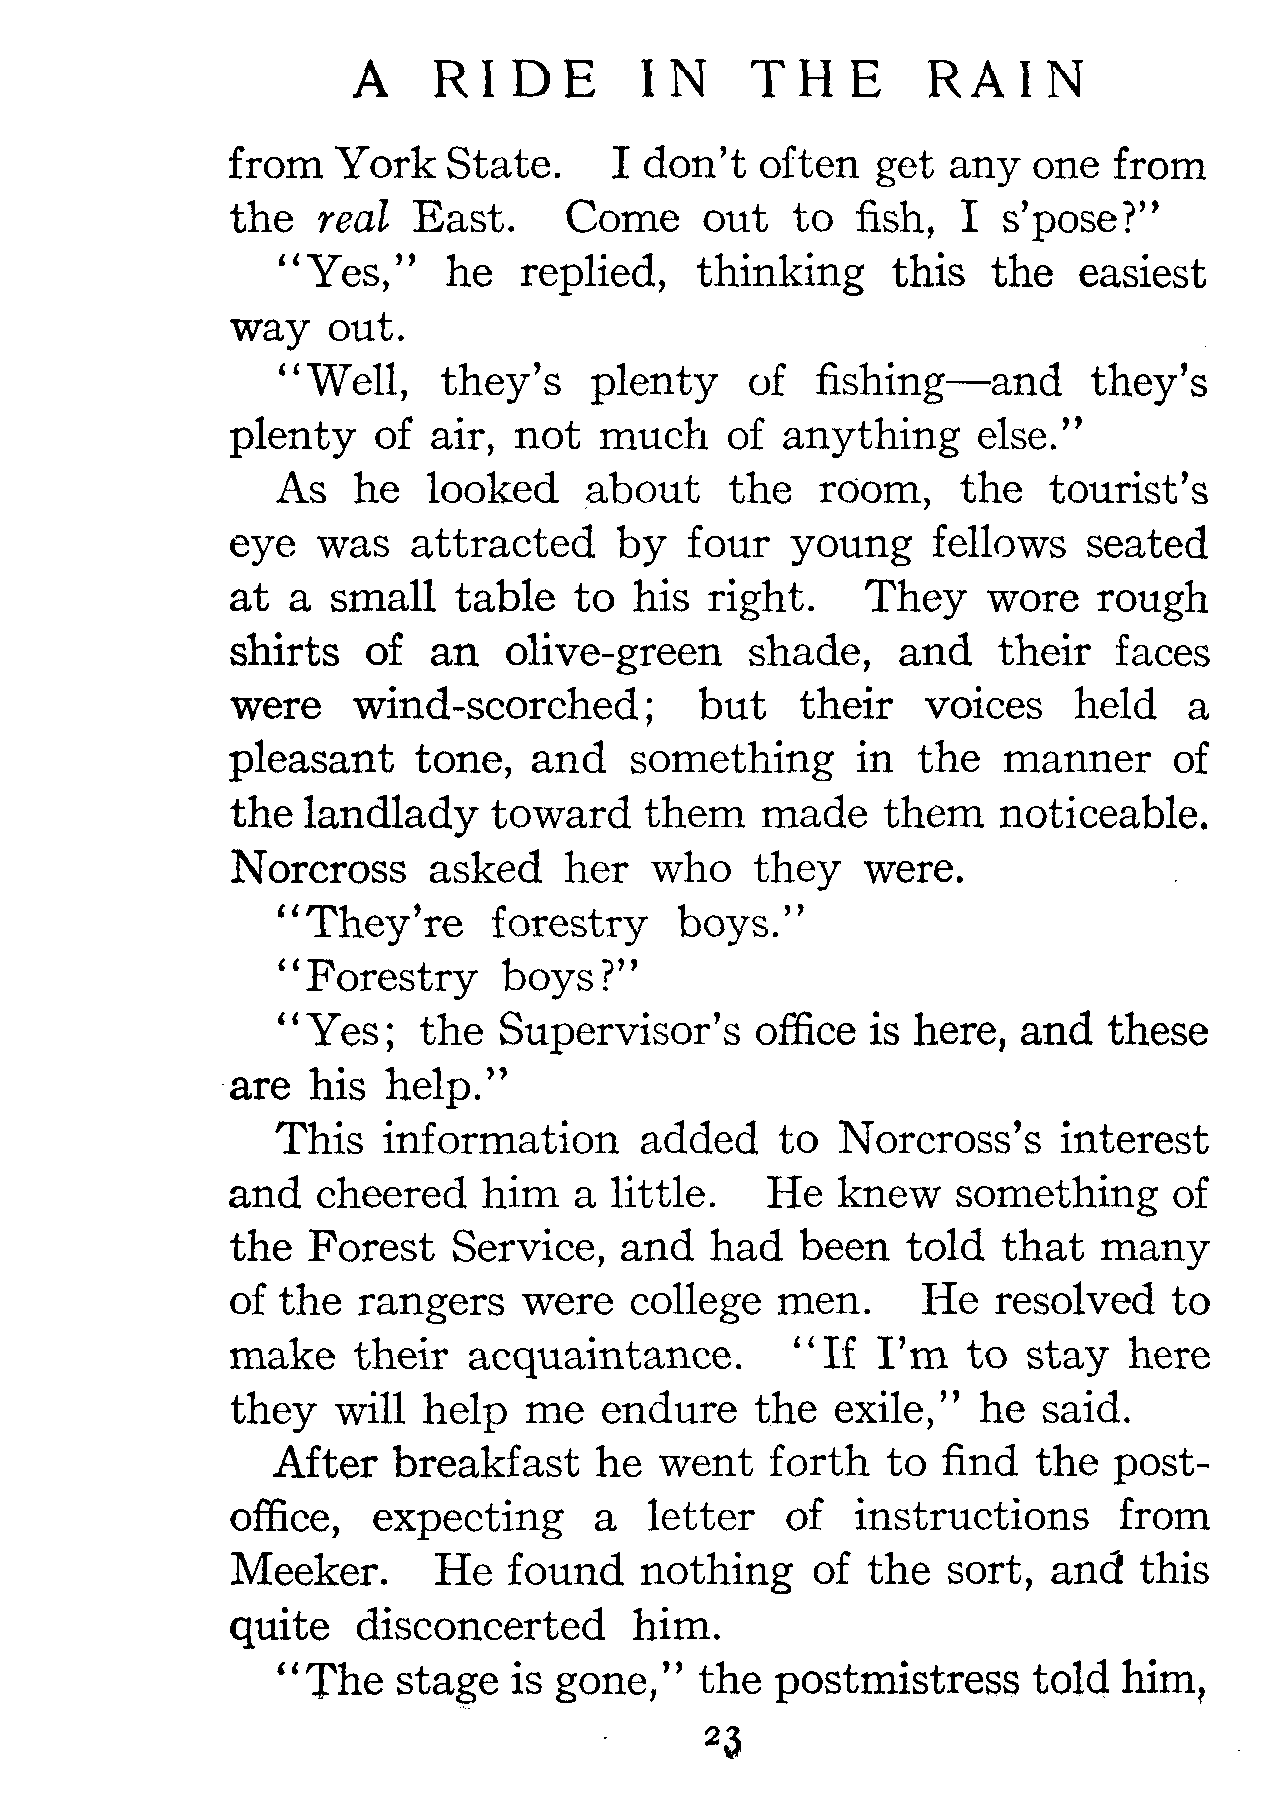 A RIDE IN THE RAIN
from York State. I don't often get any one from
the real East. Come out to fish, I s'pose?"
"Yes," he replied, thinking this the easiest
way out.
"Well, they's plenty of fishing—and they's
plenty of air, not much of anything else."
As he looked about the room, the tourist's
eye was attracted by four young fellows seated
at a small table to his right. They wore rough
shirts of an olive-green shade, and their faces
were wind-scorched; but their voices held a
pleasant tone, and something in the manner of
the landlady toward them made them noticeable.
Norcross asked her who they were.
"They're forestry boys."
"Forestry boys?"
"Yes; the Supervisor's office is here, and these
are his help."
This information added to Norcross's interest
and cheered him a little. He knew something of
the Forest Service, and had been told that many
of the rangers were college men. He resolved to
make their acquaintance. "If I'm to stay here
they will help me endure the exile," he said.
After breakfast he went forth to find the post-
office, expecting a letter of instructions from
Meeker. He found nothing of the sort, and this
quite disconcerted him.
"The stage is gone," the postmistress told him,
23